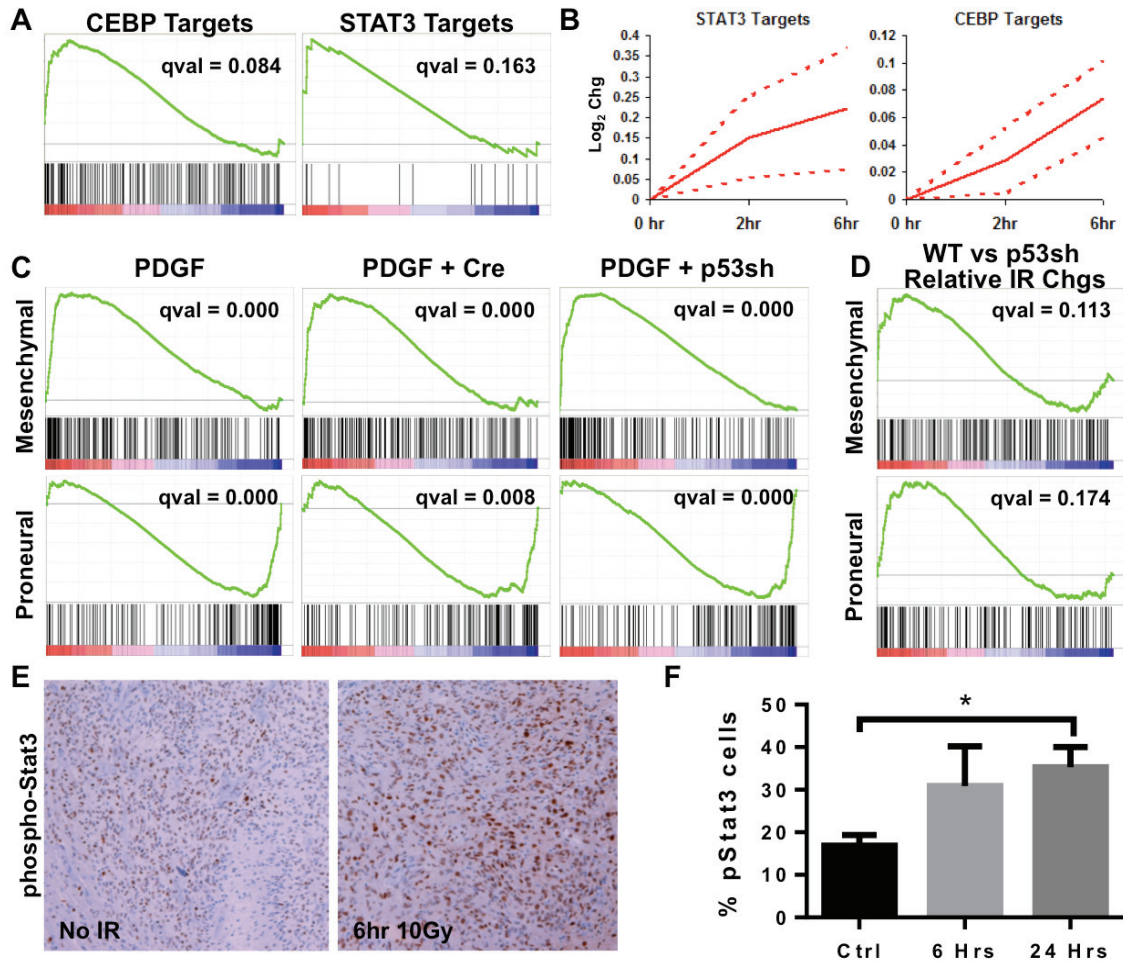 A
CEBP Targets
qval = 0.084
STAT3 Targets
qval = 0.163
B
STAT3 Targets
Log2 Chg
0.4
0.35
0.3
0.25
0.2
0.15
0.1
0.05
0
0 hr 2hr 6hr
CEBP Targets
0.12
0.1
0.08
0.06
0.04
0.02
0
0 hr 2hr 6hr
C
PDGF
PDGF + Cre
PDGF + p53sh
Mesenchymal
qval = 0.000
qval = 0.000
qval = 0.000
Proneural
qval = 0.000
qval = 0.008
qval = 0.000
D
WT vs p53sh
Relative IR Chgs
Mesenchymal
qval = 0.113
Proneural
qval = 0.174
E
phospho-Stat3
No IR
6hr 10Gy
F
% pStat3 cells
50
40
30
20
10
0
*
Ctrl 6 Hrs 24 Hrs